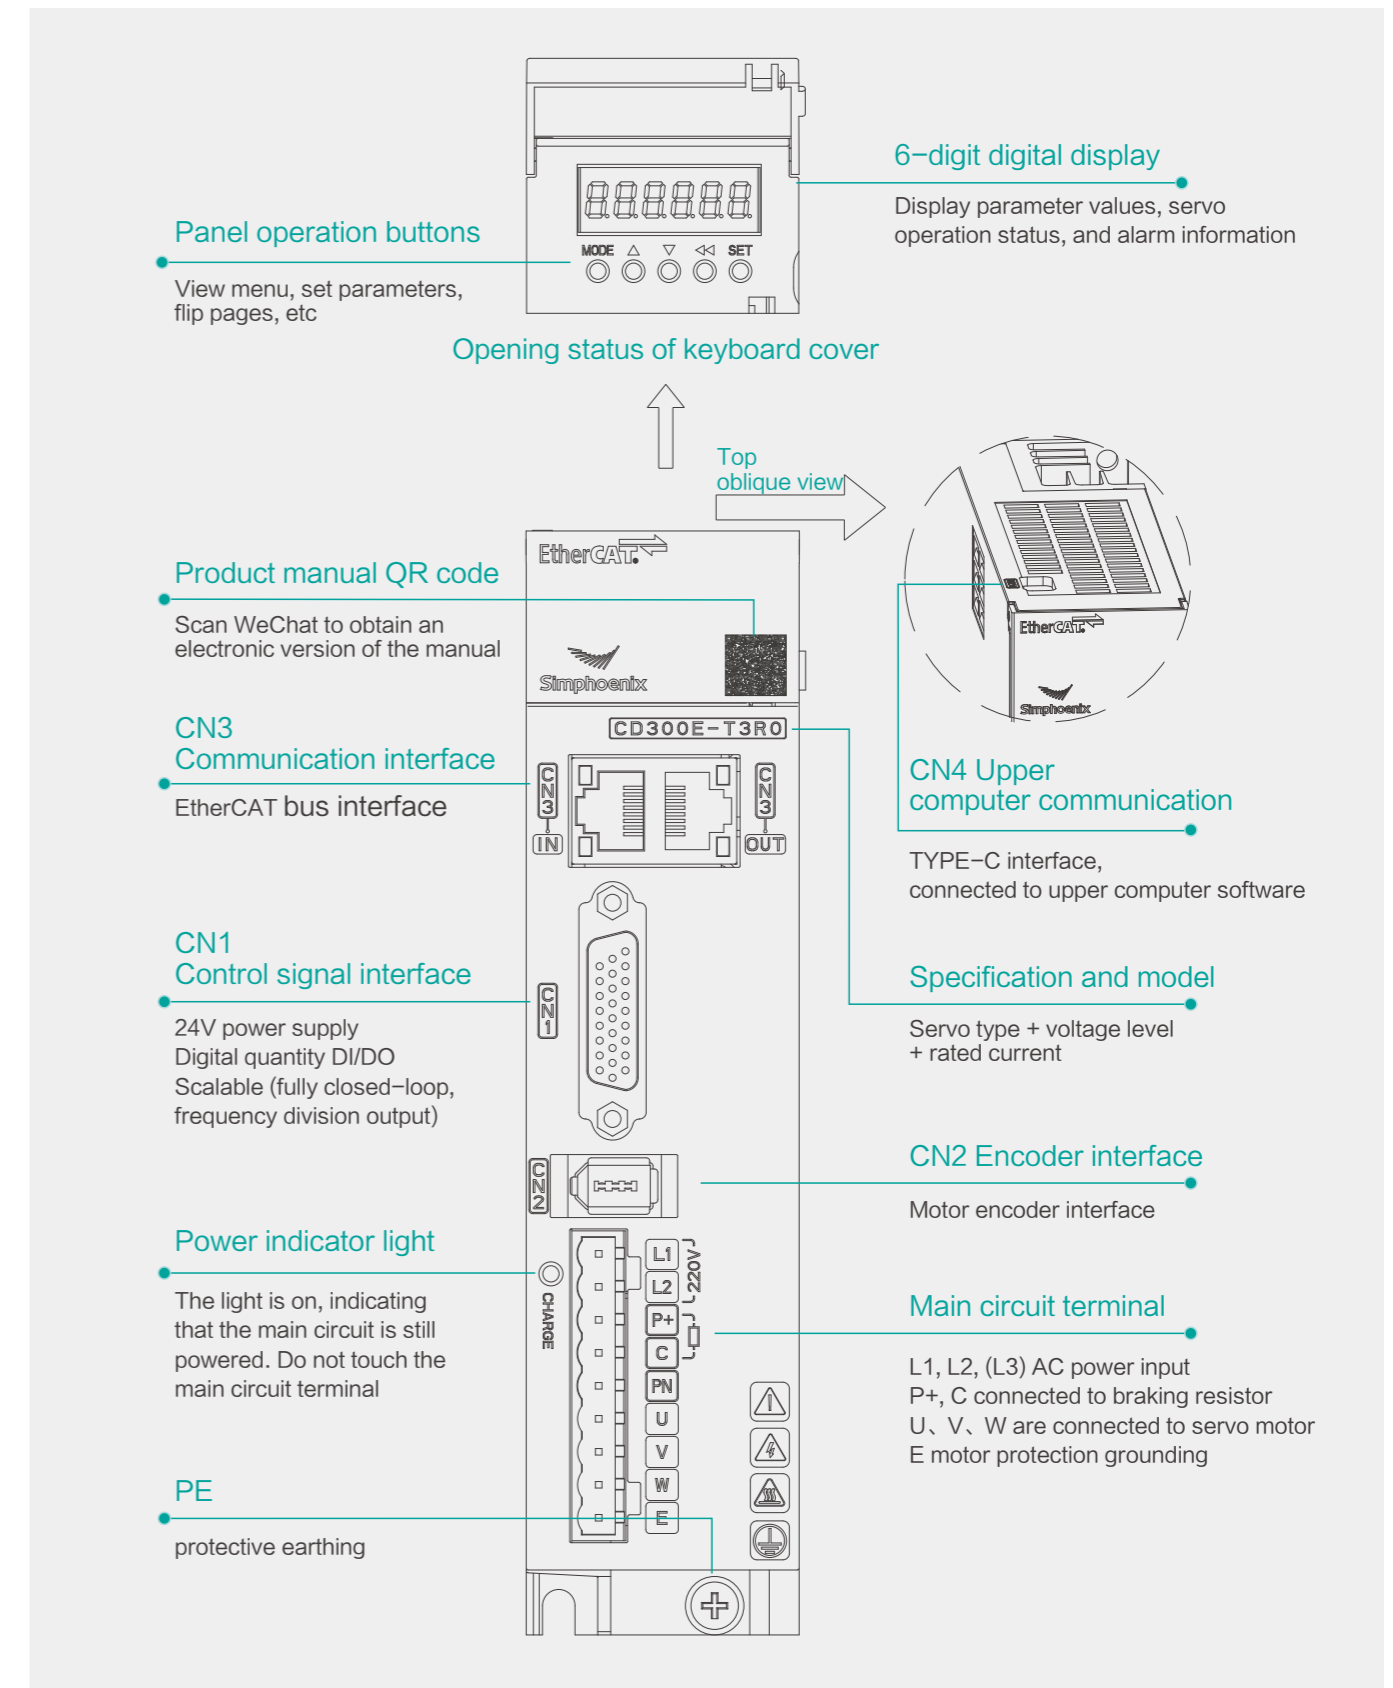 6-digit digital display
Display parameter values, servo
operation status, and alarm information
Panel operation buttons
View menu, set parameters,
flip pages, etc
8.8.8.8.8.8.
MODE △ ▽ ◁◁ SET
Opening status of keyboard cover
Top
oblique view
EtherCAT
Simphoenix
EtherCAT
Simphoenix
Product manual QR code
Scan WeChat to obtain an
electronic version of the manual
CD300E-T3R0
CN3
Communication interface
EtherCAT bus interface
CN3
IN
CN3
OUT
CN4 Upper
computer communication
TYPE-C interface,
connected to upper computer software
CN1
Control signal interface
24V power supply
Digital quantity DI/DO
Scalable (fully closed-loop,
frequency division output)
CN1
Specification and model
Servo type + voltage level
+ rated current
CN2
CN2 Encoder interface
Motor encoder interface
Power indicator light
The light is on, indicating
that the main circuit is still
powered. Do not touch the
main circuit terminal
CHARGE
L1
L2
220V
P+
C
PN
U
V
W
E
Main circuit terminal
L1, L2, (L3) AC power input
P+, C connected to braking resistor
U、V、W are connected to servo motor
E motor protection grounding
PE
protective earthing